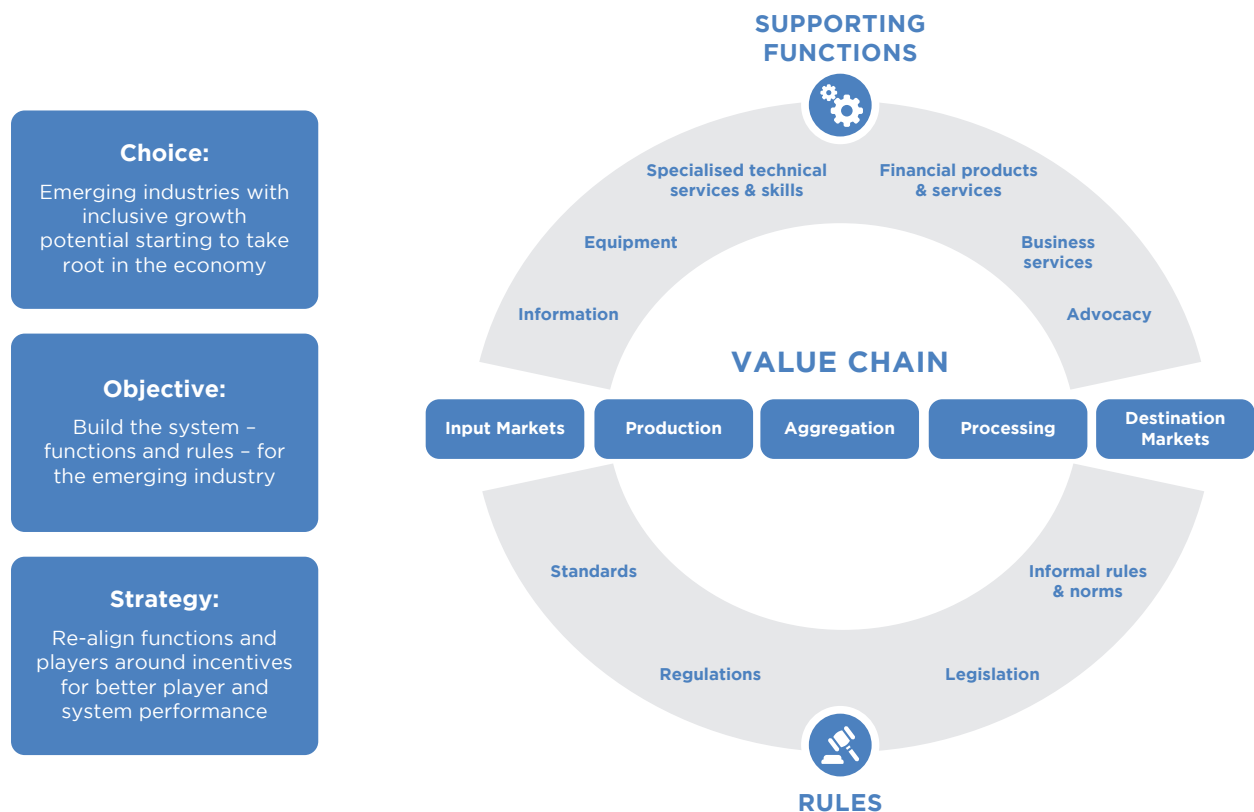 Choice:
Emerging industries with
inclusive growth
potential starting to take
root in the economy
Objective:
Build the system –
functions and rules – for
the emerging industry
Strategy:
Re-align functions and
players around incentives
for better player and
system performance
SUPPORTING
FUNCTIONS
Specialised technical
services & skills
Financial products
& services
Equipment
Business
services
Information
Advocacy
VALUE CHAIN
Input Markets
Production
Aggregation
Processing
Destination
Markets
Standards
Informal rules
& norms
Regulations
Legislation
RULES